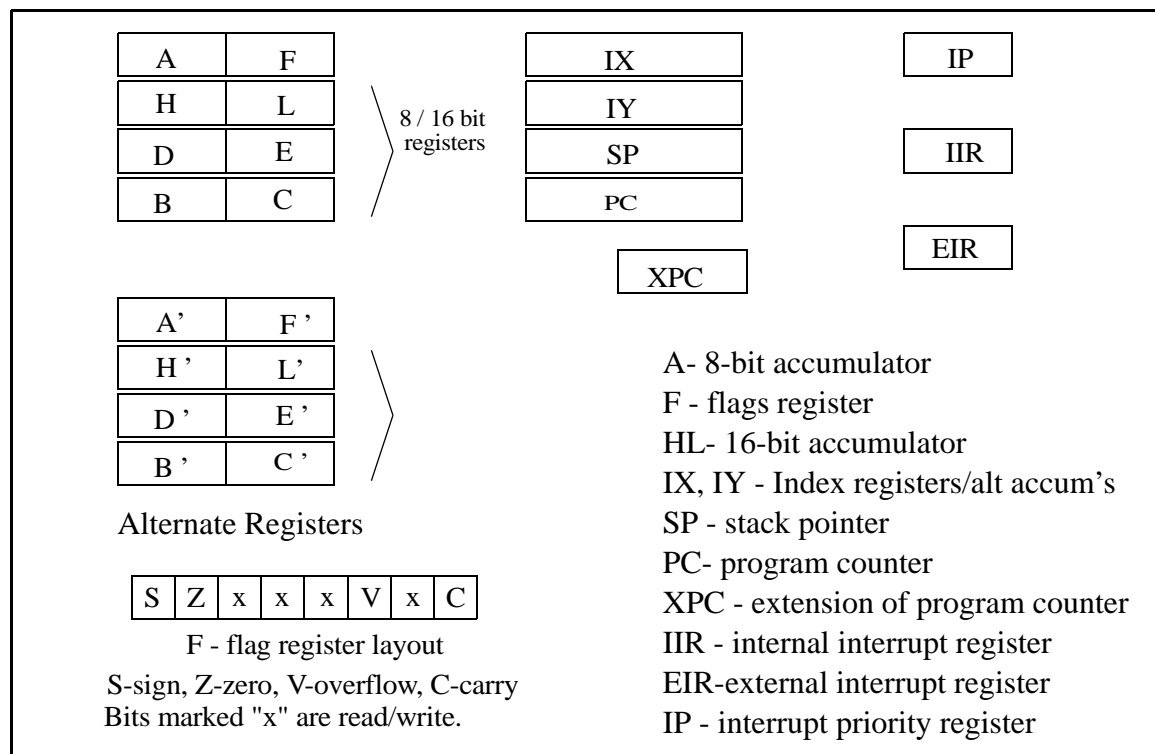 A F
H L
D E
B C
8 / 16 bit
registers
IX
IY
SP
PC
XPC
IP
IIR
EIR
A’ F ’
H ’ L’
D ’ E ’
B ’ C ’
Alternate Registers
S Z x x x V x C
F - flag register layout
S-sign, Z-zero, V-overflow, C-carry
Bits marked "x" are read/write.
A- 8-bit accumulator
F - flags register
HL- 16-bit accumulator
IX, IY - Index registers/alt accum’s
SP - stack pointer
PC- program counter
XPC - extension of program counter
IIR - internal interrupt register
EIR-external interrupt register
IP - interrupt priority register